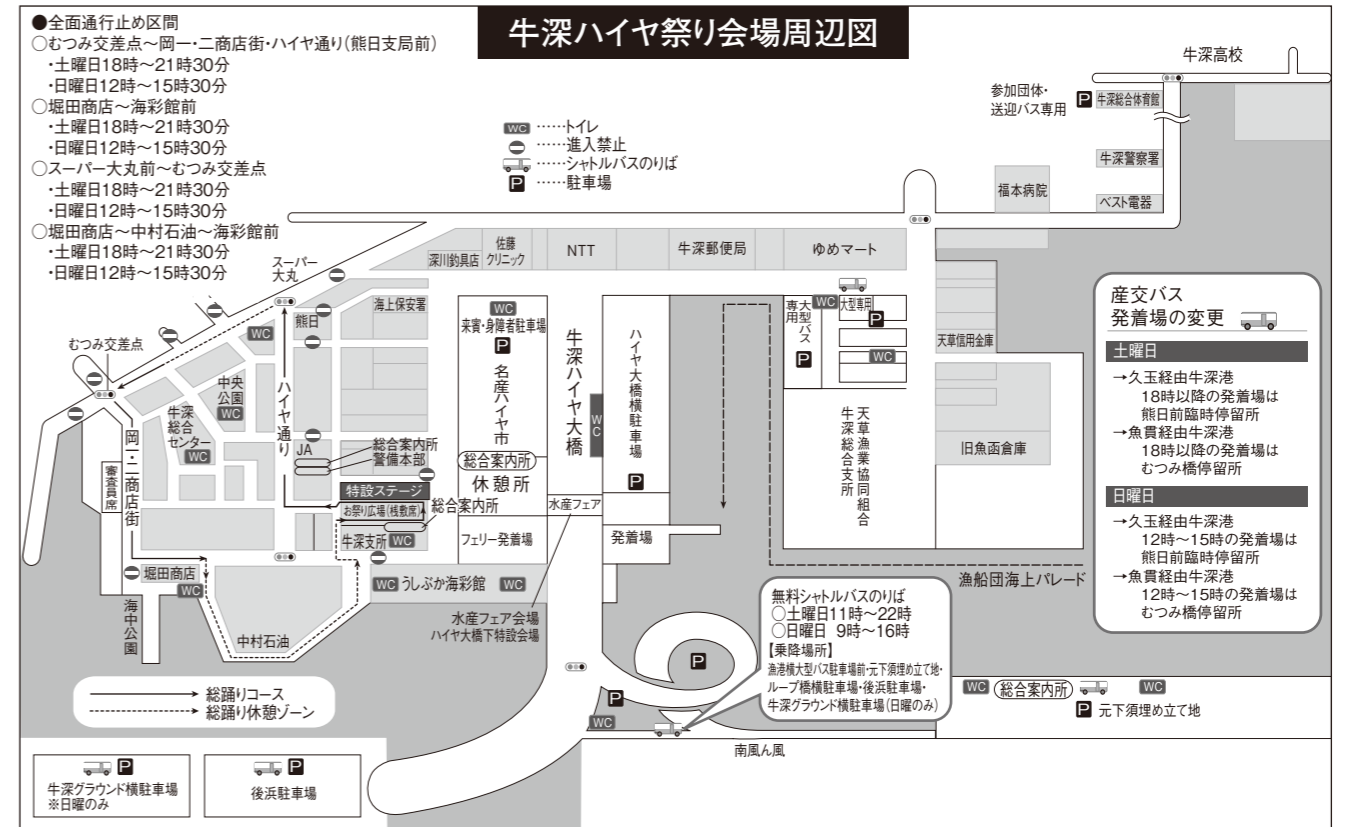 牛深ハイヤ祭り会場周辺図
●全面通行止め区間
○むつみ交差点～岡一・二商店街・ハイヤ通り(熊日支局前)
・土曜日18時～21時30分
・日曜日12時～15時30分
○堀田商店～海彩館前
・土曜日18時～21時30分
・日曜日12時～15時30分
○スーパー大丸前～むつみ交差点
・土曜日18時～21時30分
・日曜日12時～15時30分
○堀田商店～中村石油～海彩館前
・土曜日18時～21時30分
・日曜日12時～15時30分
WC ……トイレ
……進入禁止
……シャトルバスのりば
P ……駐車場
牛深高校
参加団体・
送迎バス専用
P
牛深総合体育館
牛深警察署
ベスト電器
福本病院
スーパー
大丸
むつみ交差点
深川釣具店
佐藤
クリニック
NTT
牛深郵便局
ゆめマート
海上保安署
熊日
WC
中央
公園
WC
牛深
総合
センター
WC
ハイヤ通り
岡一・二商店街
審査員席
JA
総合案内所
警備本部
特設ステージ
お祭り広場(桟敷席)
総合案内所
牛深支所
WC
WC
来賓・身障者駐車場
P
名産ハイヤ市
総合案内所
休憩所
フェリー発着場
牛深ハイヤ大橋
WC
水産フェア
ハイヤ大橋横駐車場
P
発着場
大型バス
専用
P
WC
大型専用
P
WC
天草漁業協同組合
牛深総合支所
天草信用金庫
旧魚函倉庫
漁船団海上パレード
堀田商店
WC
海中公園
中村石油
WC
うしぶか海彩館
WC
水産フェア会場
ハイヤ大橋下特設会場
産交バス
発着場の変更
土曜日
→久玉経由牛深港
18時以降の発着場は
熊日前臨時停留所
→魚貫経由牛深港
18時以降の発着場は
むつみ橋停留所
日曜日
→久玉経由牛深港
12時～15時の発着場は
熊日前臨時停留所
→魚貫経由牛深港
12時～15時の発着場は
むつみ橋停留所
無料シャトルバスのりば
○土曜日11時～22時
○日曜日 9時～16時
【乗降場所】
漁港横大型バス駐車場前・元下須埋め立て地・
ループ橋横駐車場・後浜駐車場・
牛深グラウンド横駐車場(日曜のみ)
P
P
WC
南風ん風
WC
総合案内所
WC
P
元下須埋め立て地
総踊りコース
総踊り休憩ゾーン
P
牛深グラウンド横駐車場
※日曜のみ
P
後浜駐車場